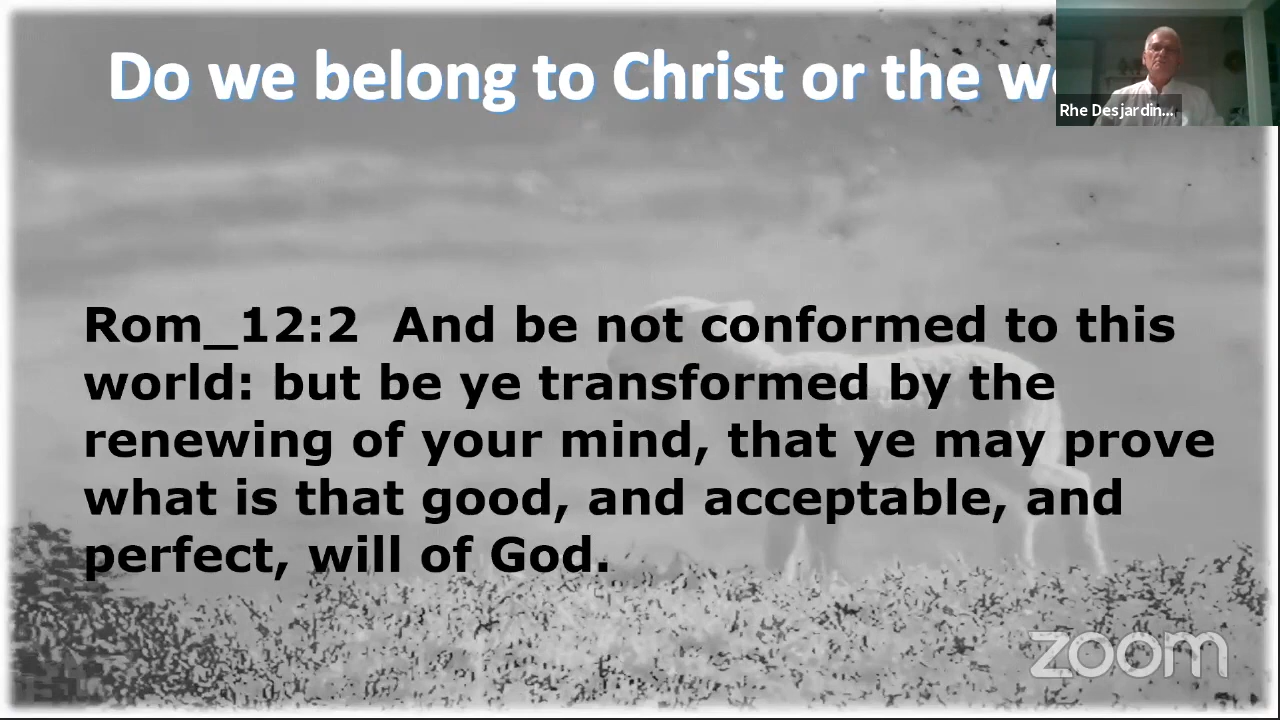 Do we belong to Christ or the
Rhe Desjardin...
Rom_12:2 And be not conformed to this
world: but be ye transformed by the
renewing of your mind, that ye may prove
what is that good, and acceptable, and
perfect, will of God.
zoom